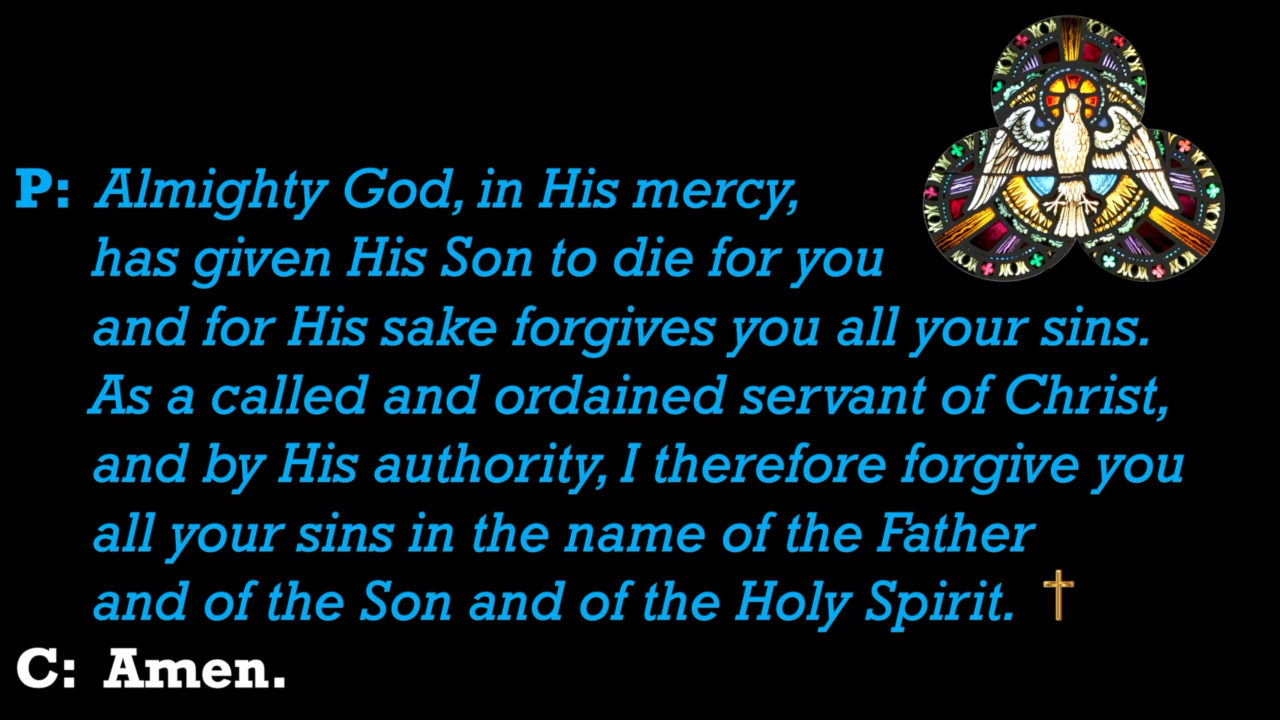 P: Almighty God, in His mercy,
has given His Son to die for you
and for His sake forgives you all your sins.
As a called and ordained servant of Christ,
and by His authority, I therefore forgive you
all your sins in the name of the Father
and of the Son and of the Holy Spirit.
C: Amen.